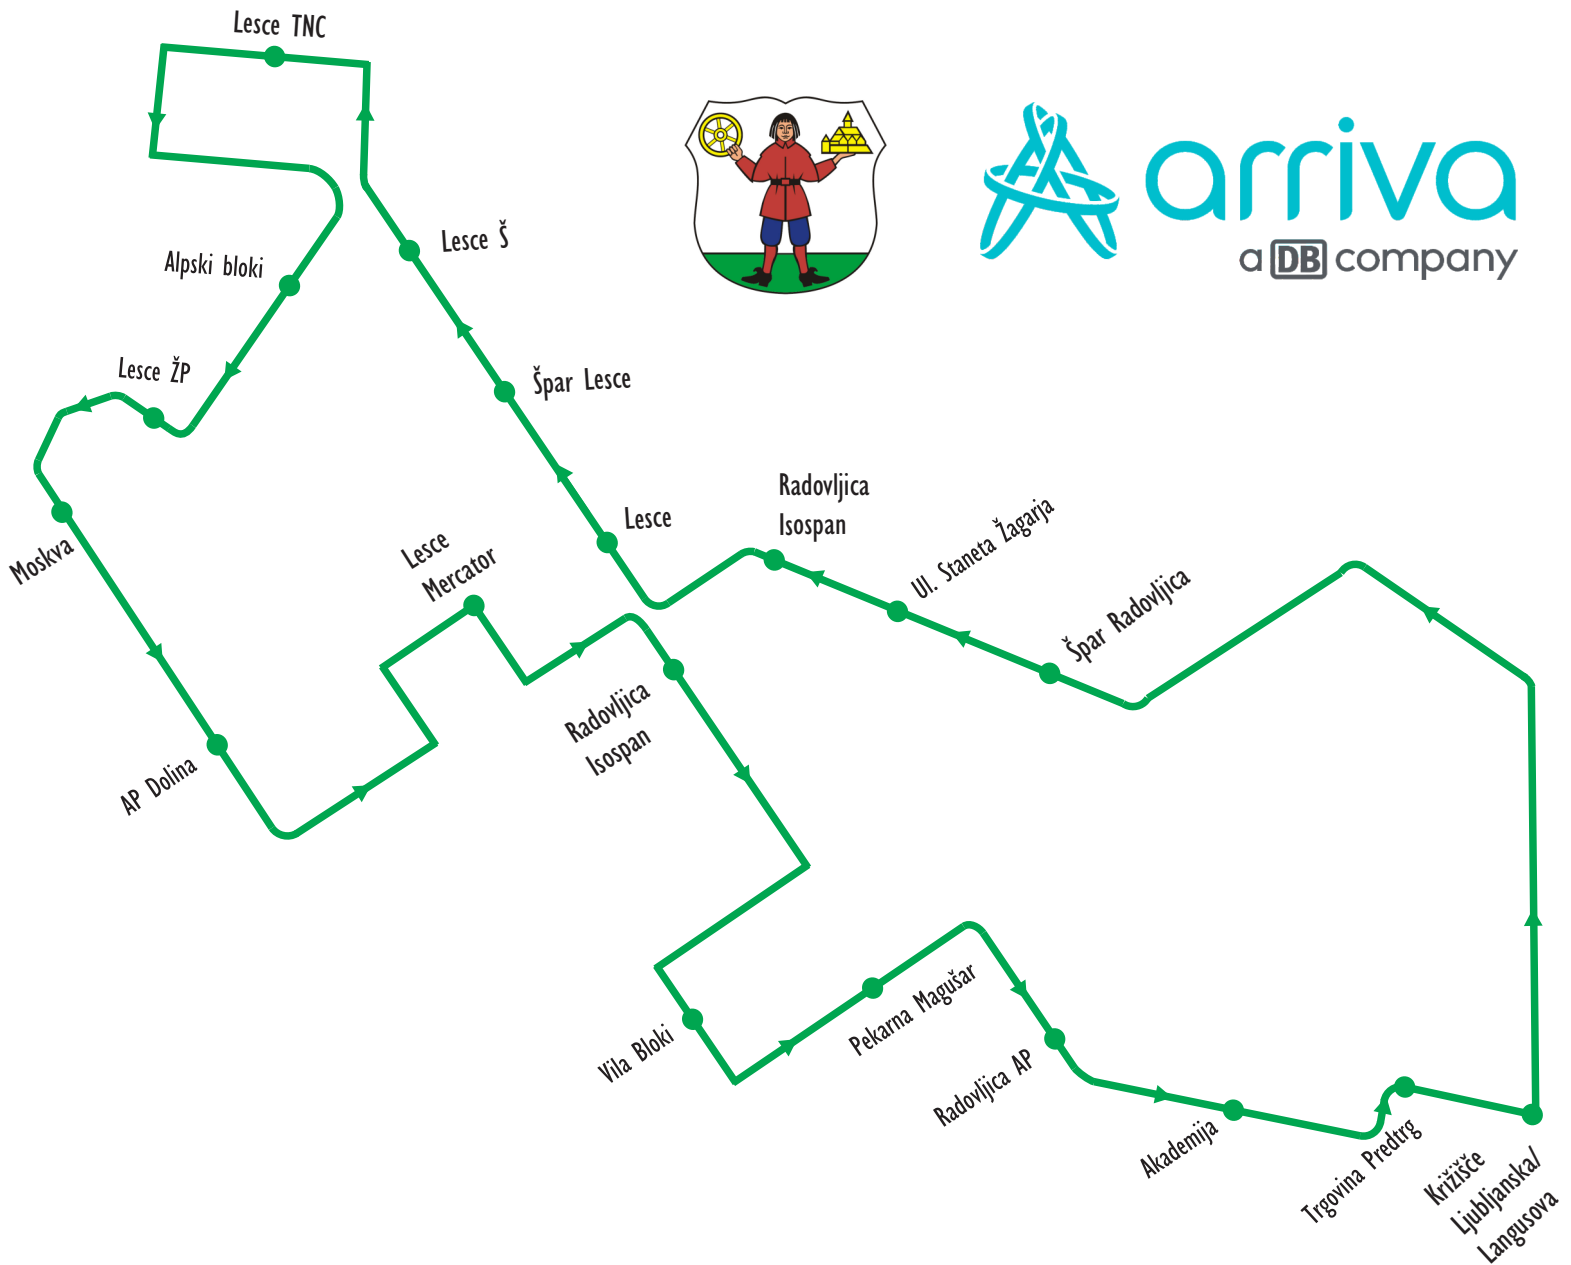 Lesce TNC
arriva
a DB company
Lesce Š
Alpski bloki
Lesce ŽP
Špar Lesce
Radovljica
Isospan
Lesce
Ul. Staneta Žagarja
Moskva
Lesce
Mercator
Špar Radovljica
Radovljica
Isospan
AP Dolina
Pekarna Magušar
Vila Bloki
Radovljica AP
Akademija
Trgovina Predtrg
Križišče
Ljubljanska/
Langusova